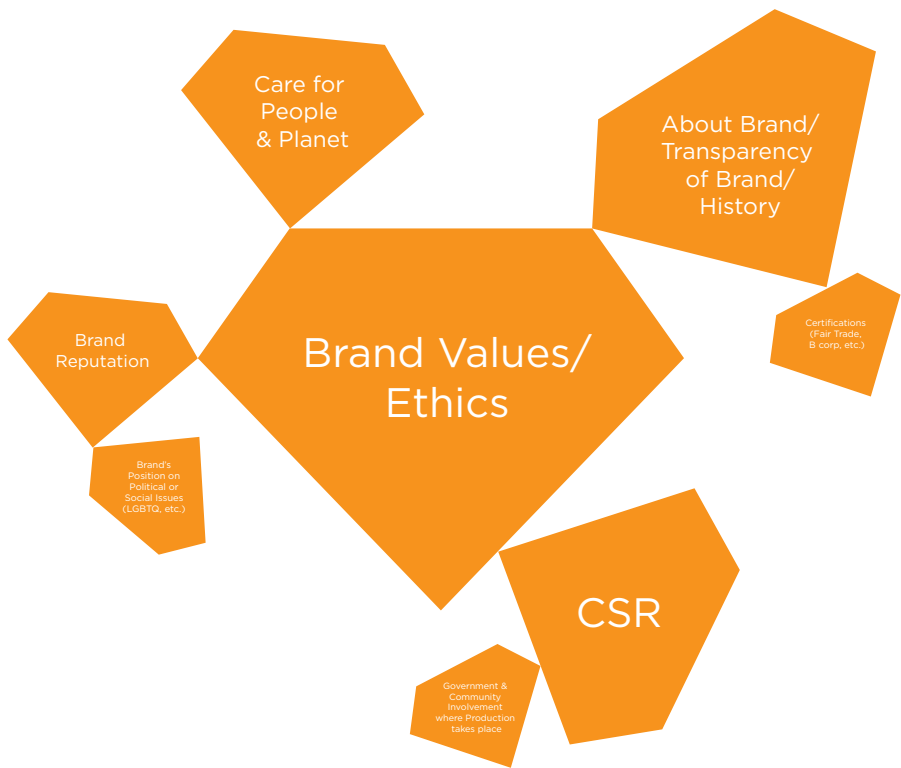 Care for
People
& Planet
About Brand/
Transparency
of Brand/
History
Certifications
(Fair Trade,
B corp, etc.)
Brand
Reputation
Brand Values/
Ethics
Brand's
Position on
Political or
Social Issues
(LGBTQ, etc.)
CSR
Government &
Community
Involvement
where Production
takes place